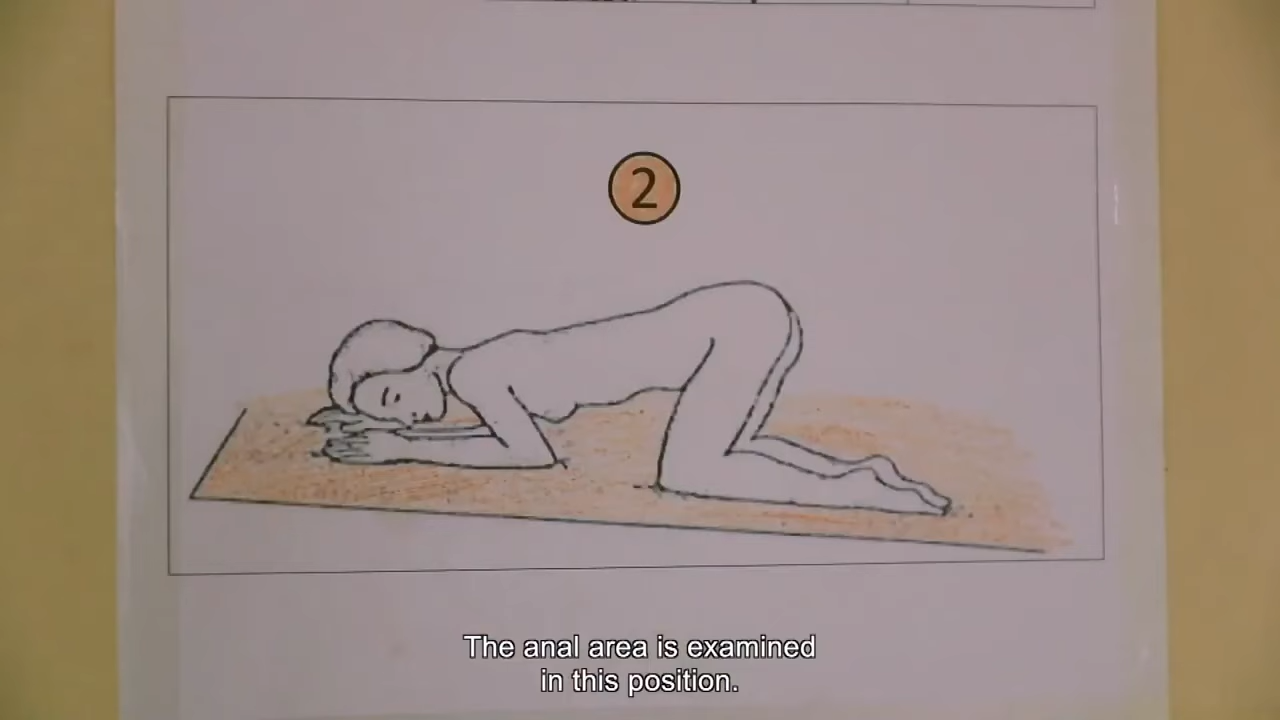 2
The anal area is examined
in this position.